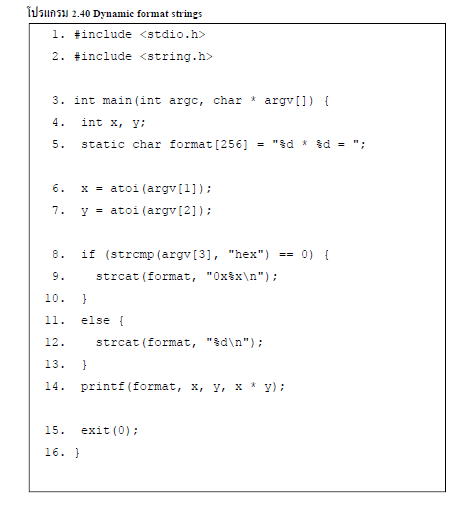 โปรแกรม 2.40 Dynamic format strings
1. #include <stdio.h>
2. #include <string.h>
3. int main(int argc, char * argv[]) {
4. int x, y;
5. static char format[256] = "%d * %d = ";
6. x = atoi(argv[1]);
7. y = atoi(argv[2]);
8. if (strcmp(argv[3], "hex") == 0) {
9. strcat(format, "0x%x\n");
10. }
11. else {
12. strcat(format, "%d\n");
13. }
14. printf(format, x, y, x * y);
15. exit(0);
16. }